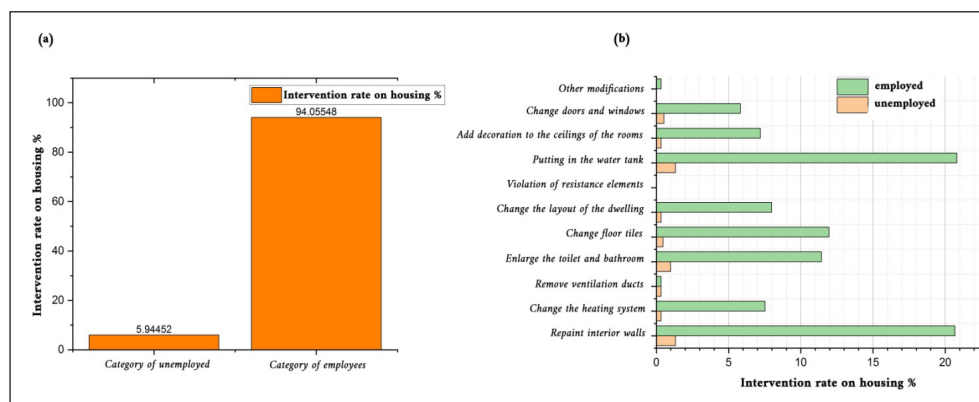 (a)
Intervention rate on housing %
94.05548
5.94452
100
80
60
40
20
0
Intervention rate on housing %
Category of unemployed
Category of employees
(b)
employed
unemployed
Other modifications
Change doors and windows
Add decoration to the ceilings of the rooms
Putting in the water tank
Violation of resistance elements
Change the layout of the dwelling
Change floor tiles
Enlarge the toilet and bathroom
Remove ventilation ducts
Change the heating system
Repaint interior walls
0 5 10 15 20
Intervention rate on housing %